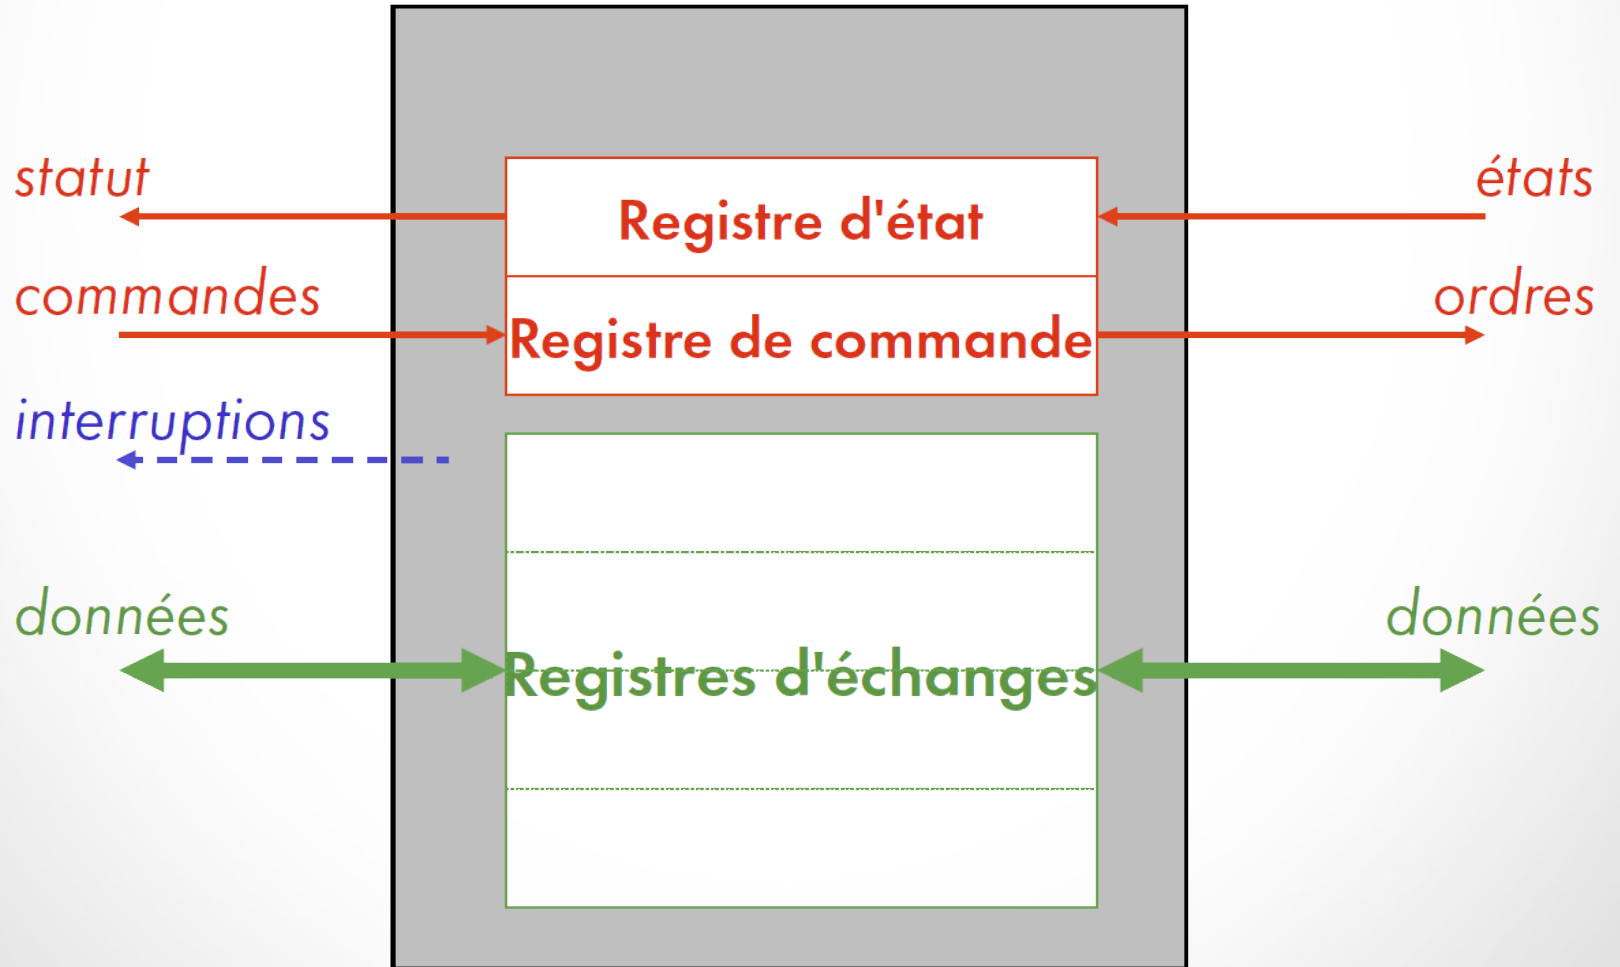 statut
états
Registre d'état
commandes
ordres
Registre de commande
interruptions
données
données
Registres d'échanges